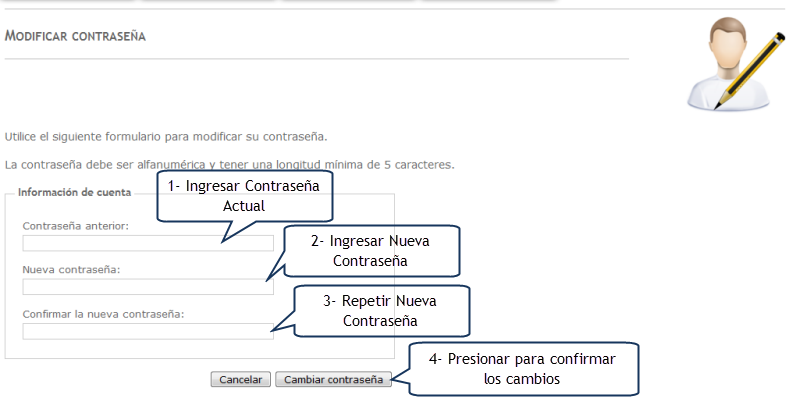 MODIFICAR CONTRASEÑA
Utilice el siguiente formulario para modificar su contraseña.
La contraseña debe ser alfanumérica y tener una longitud mínima de 5 caracteres.
Información de cuenta
1- Ingresar Contraseña
Actual
Contraseña anterior:
2- Ingresar Nueva
Contraseña
Nueva contraseña:
3- Repetir Nueva
Contraseña
Confirmar la nueva contraseña:
4- Presionar para confirmar
los cambios
Cancelar
Cambiar contraseña